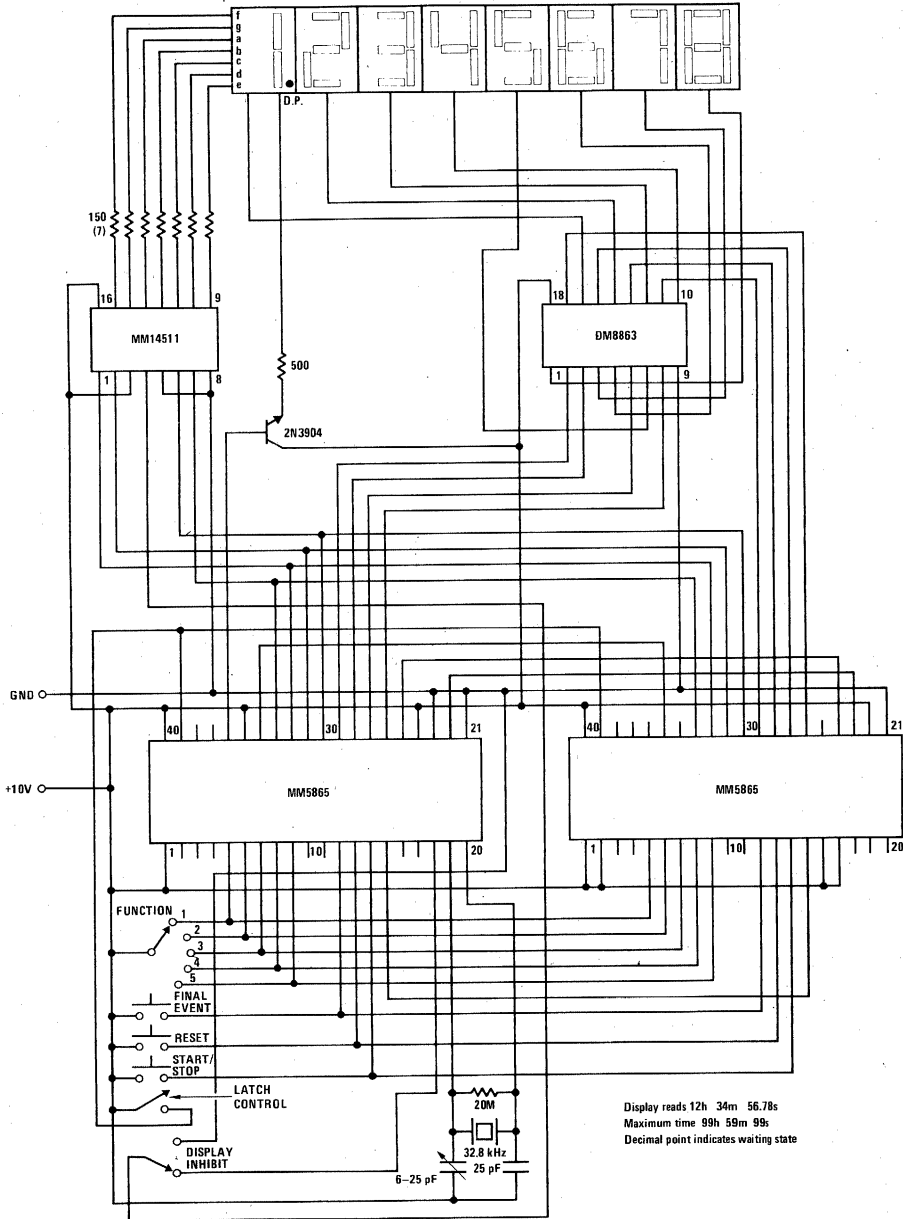 f
g
a
b
c
d
e
D.P.
150
(7)
16
9
MM14511
1
8
500
2N3904
18
10
DM8863
1
9
GND
+10V
40
30
21
MM5865
1
10
20
40
30
21
MM5865
1
10
20
FUNCTION
1
2
3
4
5
FINAL
EVENT
RESET
START/
STOP
LATCH
CONTROL
DISPLAY
INHIBIT
20M
32.8 kHz
6–25 pF
25 pF
Display reads 12h 34m 56.78s
Maximum time 99h 59m 99s
Decimal point indicates waiting state